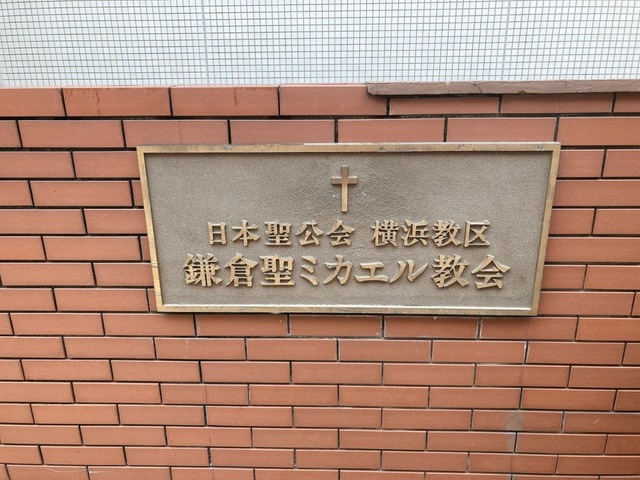 日本聖公会 横浜教区
鎌倉聖ミカエル教会